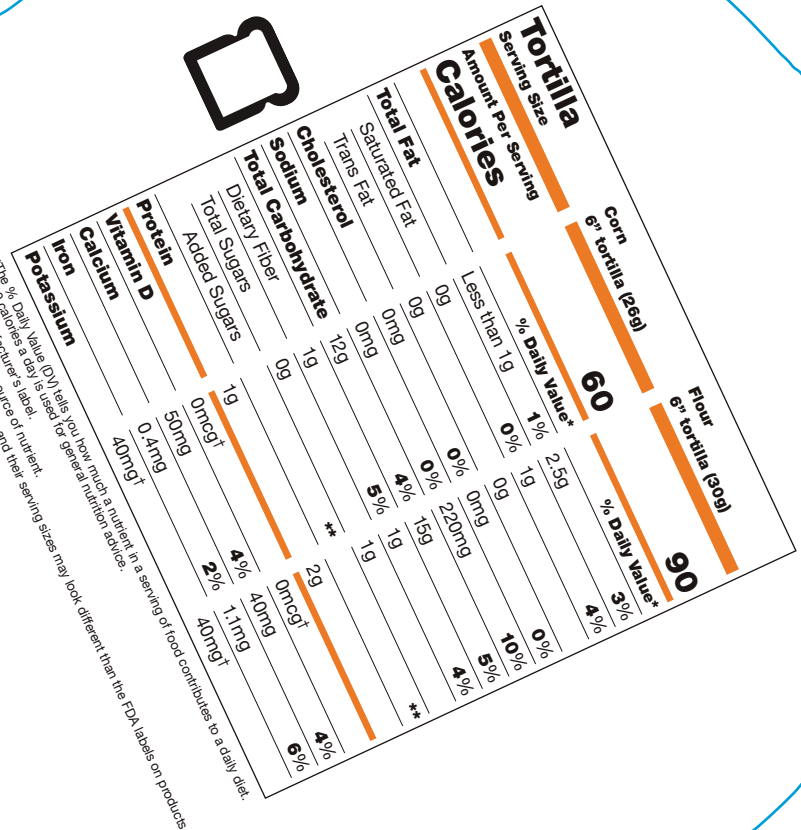 Tortilla Corn Flour
Serving Size 6” tortilla (26g) 6” tortilla (30g)
Amount Per Serving
Calories 60 90
% Daily Value* % Daily Value*
Total Fat Less than 1g 1% 2.5g 3%
Saturated Fat 0g 0% 1g 4%
Trans Fat 0g 0g
Cholesterol 0mg 0% 0mg 0%
Sodium 0mg 0% 220mg 10%
Total Carbohydrate 12g 4% 15g 5%
Dietary Fiber 1g 5% 1g 4%
Total Sugars 0g 1g
Added Sugars ** **
Protein 1g 2g
Vitamin D 0mcg† 0mcg†
Calcium 50mg 4% 40mg 4%
Iron 0.4mg 2% 1.1mg 6%
Potassium 40mg† 40mg†
The % Daily Value (DV) tells you how much a nutrient in a serving of food contributes to a daily diet.
calories a day is used for general nutrition advice.
label.
of nutrient.
and their serving sizes may look different than the FDA labels on products